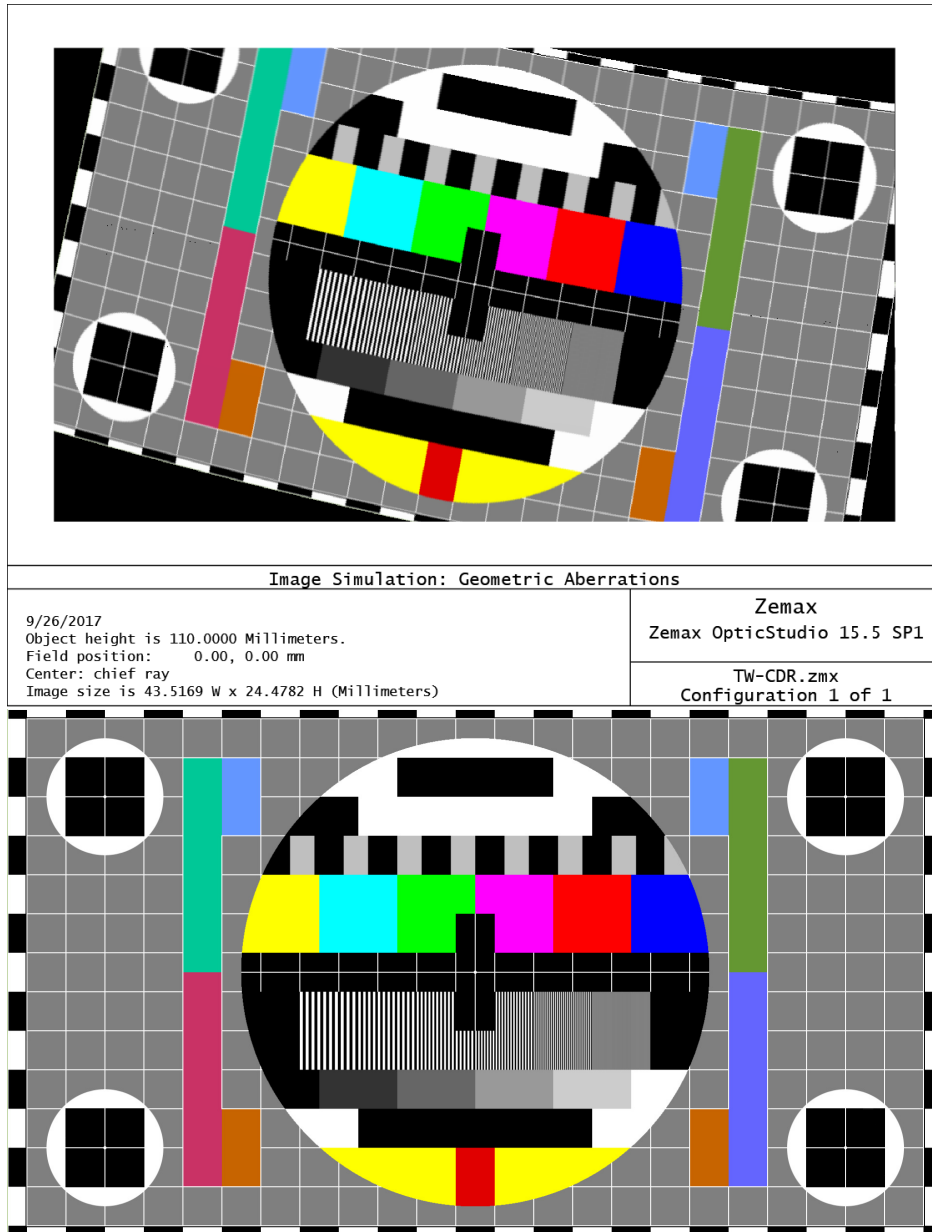 Image Simulation: Geometric Aberrations
9/26/2017
Object height is 110.0000 Millimeters.
Field position: 0.00, 0.00 mm
Center: chief ray
Image size is 43.5169 W x 24.4782 H (Millimeters)
Zemax
Zemax OpticStudio 15.5 SP1
TW-CDR.zmx
Configuration 1 of 1